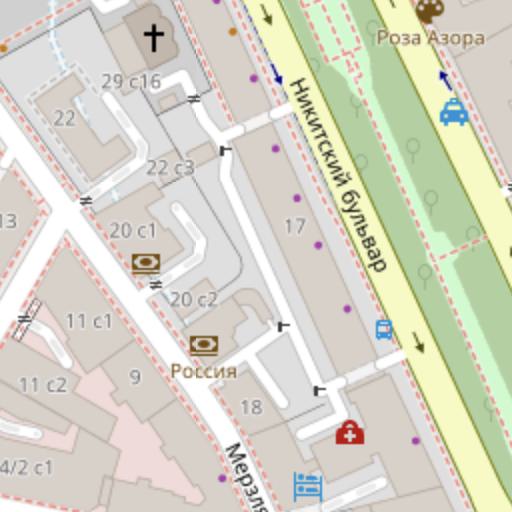 Роза Азора
29 с16
22
Никитский бульвар
22 с3
13
20 с1
17
20 с2
11 с1
Россия
9
11 с2
18
4/2 с1
Мерзля